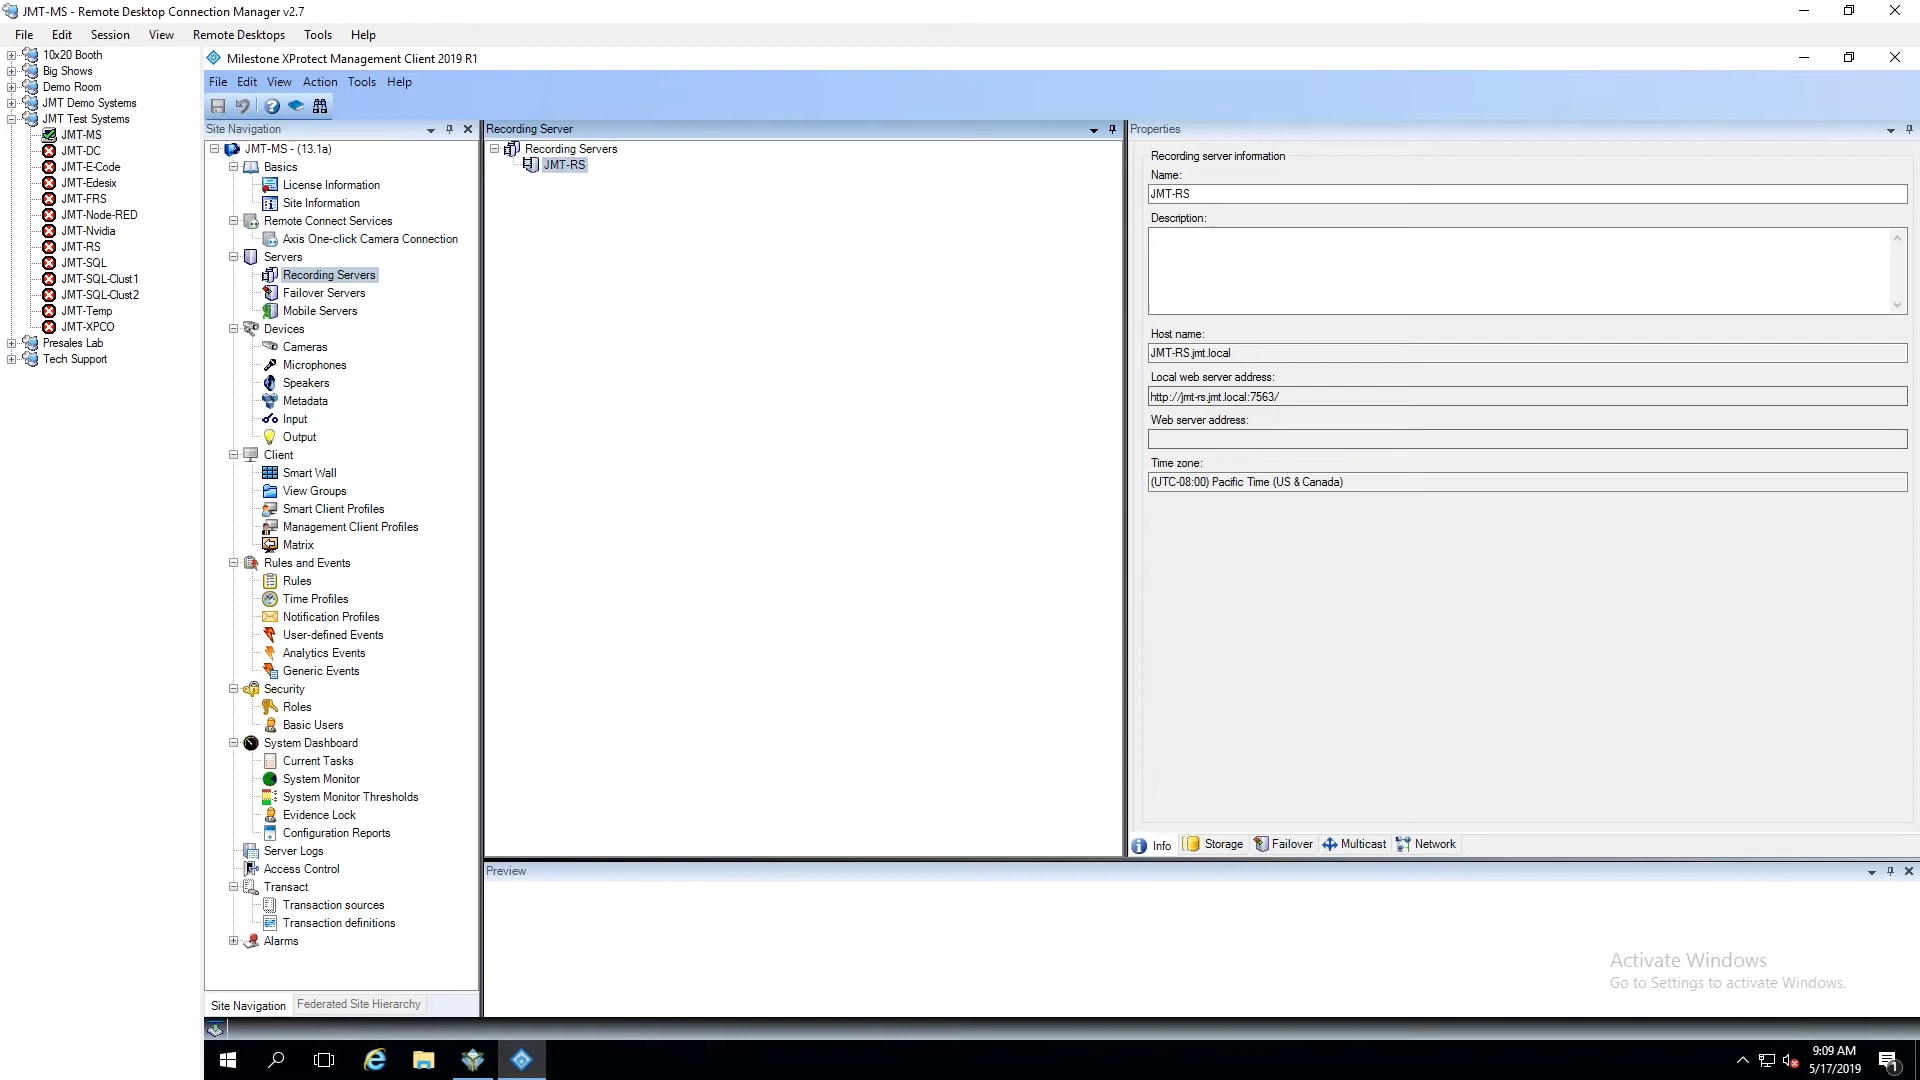 JMT-MS - Remote Desktop Connection Manager v2.7
File Edit Session View Remote Desktops Tools Help
10x20 Booth
Big Shows
Demo Room
JMT Demo Systems
JMT Test Systems
JMT-MS
JMT-DC
JMT-E-Code
JMT-Edesix
JMT-FRS
JMT-Node-RED
JMT-Nvidia
JMT-RS
JMT-SQL
JMT-SQL-Clust1
JMT-SQL-Clust2
JMT-Temp
JMT-XPCO
Presales Lab
Tech Support
Milestone XProtect Management Client 2019 R1
File Edit View Action Tools Help
Site Navigation
JMT-MS - (13.1a)
Basics
License Information
Site Information
Remote Connect Services
Axis One-click Camera Connection
Servers
Recording Servers
Failover Servers
Mobile Servers
Devices
Cameras
Microphones
Speakers
Metadata
Input
Output
Client
Smart Wall
View Groups
Smart Client Profiles
Management Client Profiles
Matrix
Rules and Events
Rules
Time Profiles
Notification Profiles
User-defined Events
Analytics Events
Generic Events
Security
Roles
Basic Users
System Dashboard
Current Tasks
System Monitor
System Monitor Thresholds
Evidence Lock
Configuration Reports
Server Logs
Access Control
Transact
Transaction sources
Transaction definitions
Alarms
Site Navigation Federated Site Hierarchy
Recording Server
Recording Servers
JMT-RS
Properties
Recording server information
Name:
JMT-RS
Description:
Host name:
JMT-RS.jmt.local
Local web server address:
http://jmt-rs.jmt.local:7563/
Web server address:
Time zone:
(UTC-08:00) Pacific Time (US & Canada)
Info Storage Failover Multicast Network
Preview
Activate Windows
Go to Settings to activate Windows.
9:09 AM
5/17/2019
1